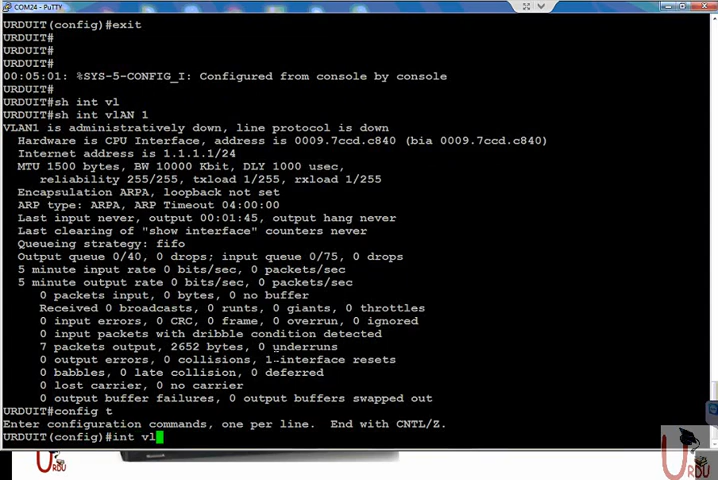 COM24 - PuTTY
URDUIT(config)#exit
URDUIT#
URDUIT#
URDUIT#
00:05:01: %SYS-5-CONFIG_I: Configured from console by console
URDUIT#
URDUIT#sh int vl
URDUIT#sh int vlAN 1
VLAN1 is administratively down, line protocol is down
Hardware is CPU Interface, address is 0009.7ccd.c840 (bia 0009.7ccd.c840)
Internet address is 1.1.1.1/24
MTU 1500 bytes, BW 10000 Kbit, DLY 1000 usec,
reliability 255/255, txload 1/255, rxload 1/255
Encapsulation ARPA, loopback not set
ARP type: ARPA, ARP Timeout 04:00:00
Last input never, output 00:01:45, output hang never
Last clearing of "show interface" counters never
Queueing strategy: fifo
Output queue 0/40, 0 drops; input queue 0/75, 0 drops
5 minute input rate 0 bits/sec, 0 packets/sec
5 minute output rate 0 bits/sec, 0 packets/sec
0 packets input, 0 bytes, 0 no buffer
Received 0 broadcasts, 0 runts, 0 giants, 0 throttles
0 input errors, 0 CRC, 0 frame, 0 overrun, 0 ignored
0 input packets with dribble condition detected
7 packets output, 2652 bytes, 0 underruns
0 output errors, 0 collisions, 1 interface resets
0 babbles, 0 late collision, 0 deferred
0 lost carrier, 0 no carrier
0 output buffer failures, 0 output buffers swapped out
URDUIT#config t
Enter configuration commands, one per line.  End with CNTL/Z.
URDUIT(config)#int vl
URDU
URDU